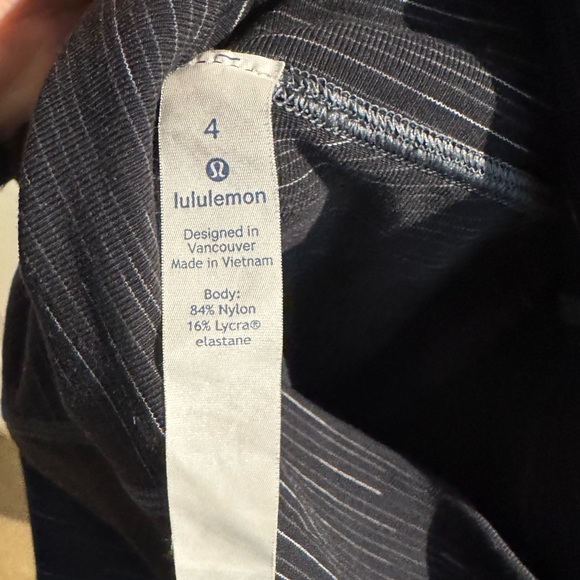 4
lululemon
Designed in
Vancouver
Made in Vietnam
Body:
84% Nylon
16% Lycra®
elastane